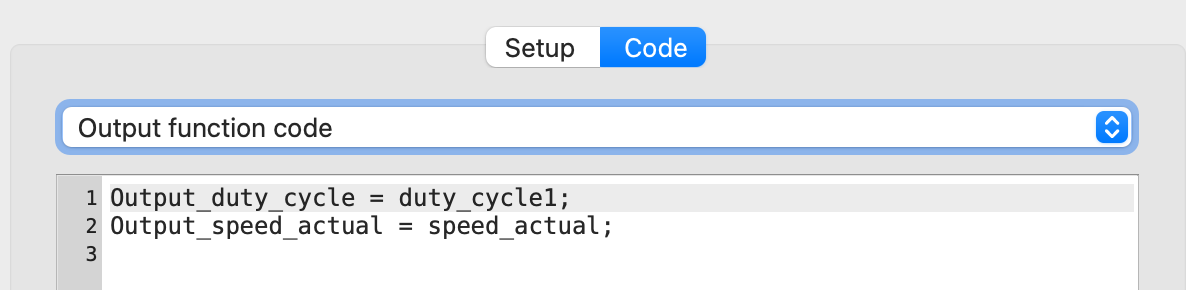 Setup Code
Output function code
1 Output_duty_cycle = duty_cycle1;
2 Output_speed_actual = speed_actual;
3